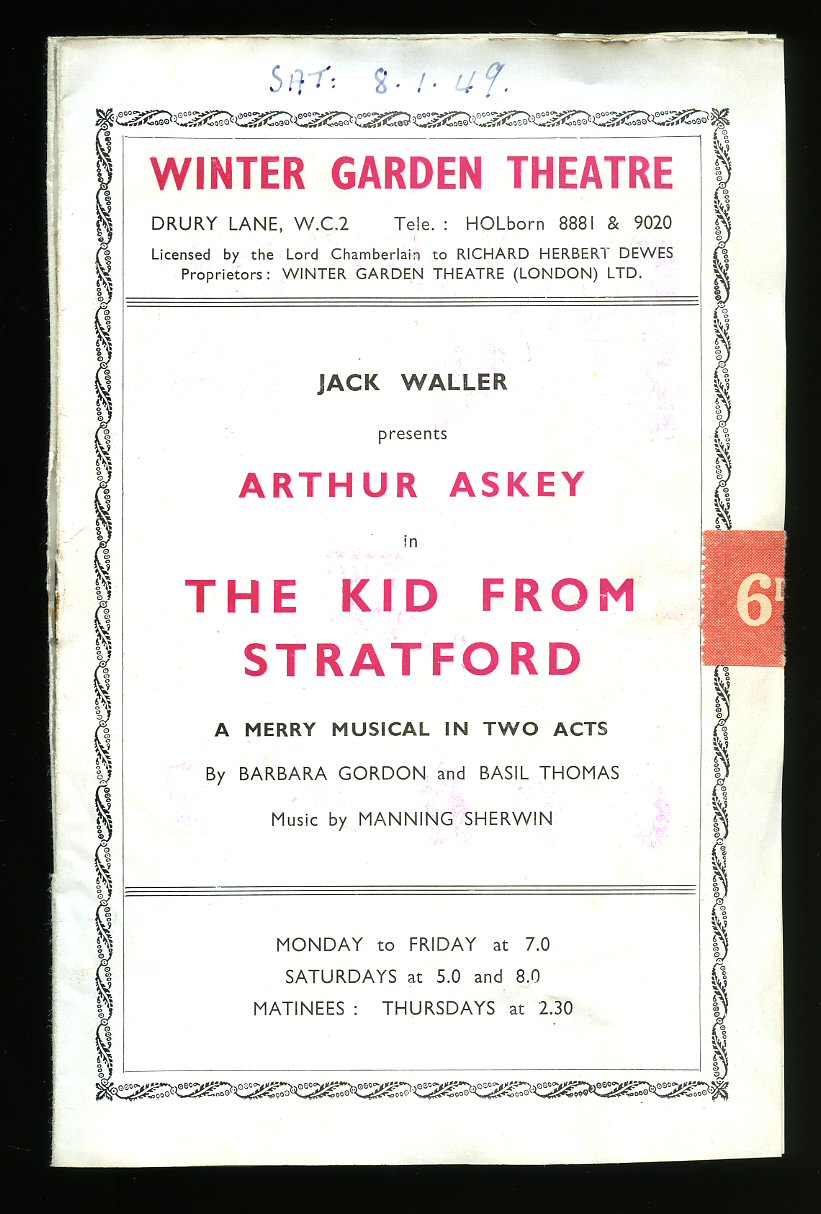 SAT: 8.1.49.
WINTER GARDEN THEATRE
DRURY LANE, W.C.2 Tele. : HOLborn 8881 & 9020
Licensed by the Lord Chamberlain to RICHARD HERBERT DEWES
Proprietors: WINTER GARDEN THEATRE (LONDON) LTD.
JACK WALLER
presents
ARTHUR ASKEY
in
THE KID FROM
STRATFORD
6D
A MERRY MUSICAL IN TWO ACTS
By BARBARA GORDON and BASIL THOMAS
Music by MANNING SHERWIN
MONDAY to FRIDAY at 7.0
SATURDAYS at 5.0 and 8.0
MATINEES : THURSDAYS at 2.30